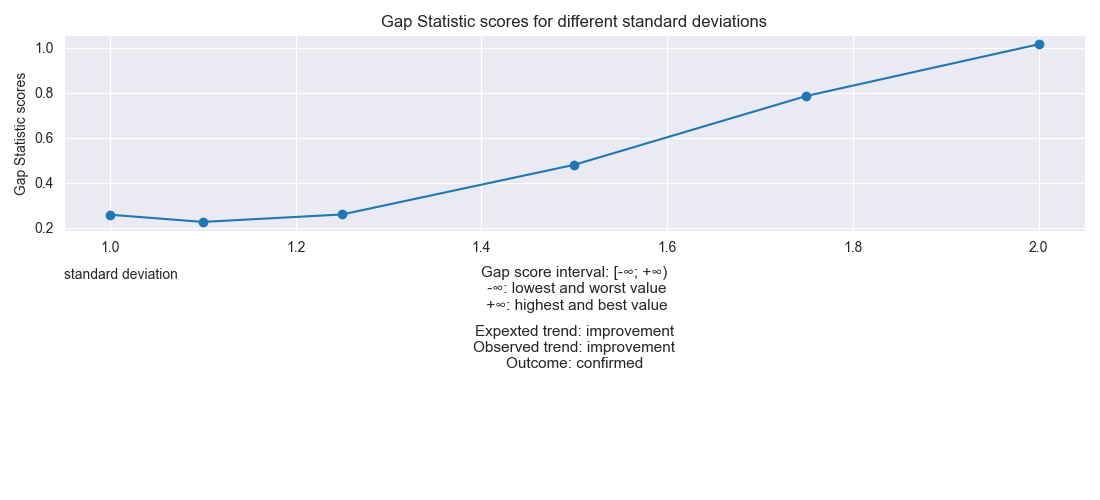 Gap Statistic scores for different standard deviations
Gap Statistic scores
1.0
0.8
0.6
0.4
0.2
1.0 1.2 1.4 1.6 1.8 2.0
standard deviation
Gap score interval: [-∞; +∞)
-∞: lowest and worst value
+∞: highest and best value
Expexted trend: improvement
Observed trend: improvement
Outcome: confirmed